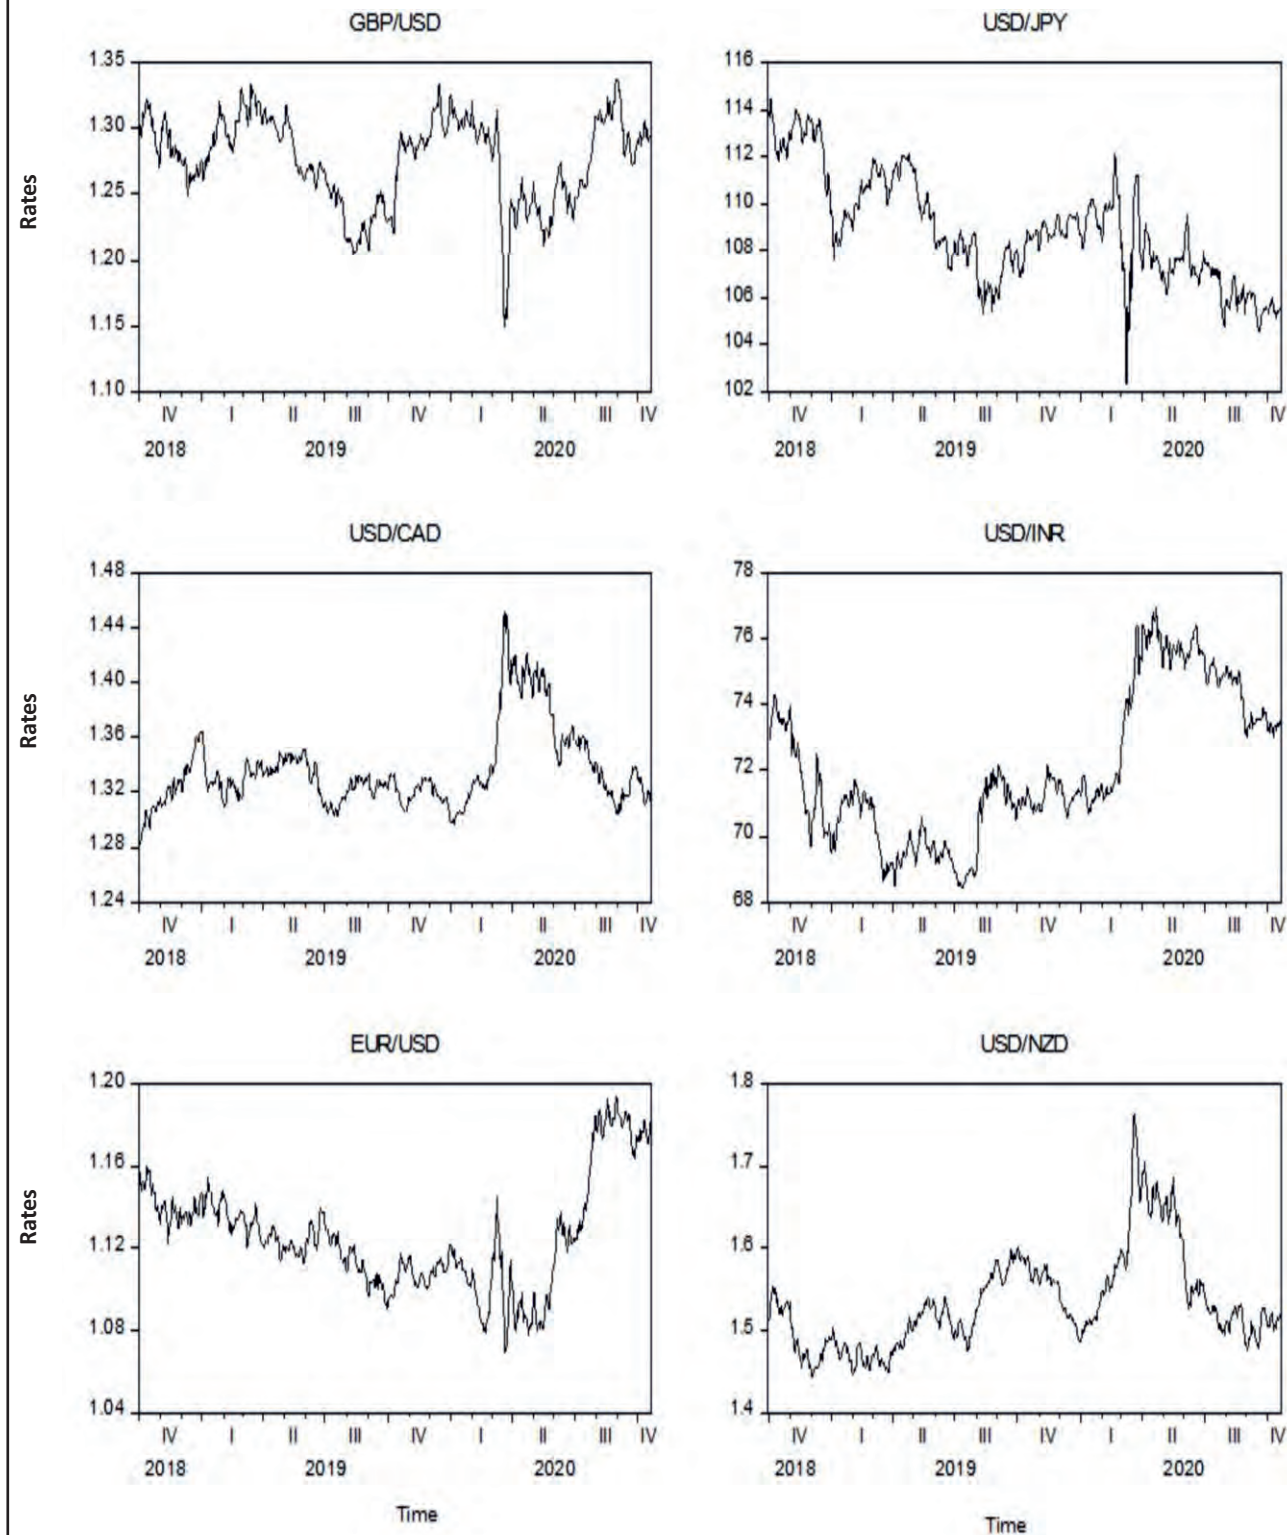 GBP/USD
1.35
1.30
1.25
1.20
1.15
1.10
Rates
IV I II III IV I II III IV
2018 2019 2020
USD/JPY
116
114
112
110
108
106
104
102
IV I II III IV I II III IV
2018 2019 2020
USD/CAD
1.48
1.44
1.40
1.36
1.32
1.28
1.24
Rates
IV I II III IV I II III IV
2018 2019 2020
USD/INR
78
76
74
72
70
68
IV I II III IV I II III IV
2018 2019 2020
EUR/USD
1.20
1.16
1.12
1.08
1.04
Rates
IV I II III IV I II III IV
2018 2019 2020
Time
USD/NZD
1.8
1.7
1.6
1.5
1.4
IV I II III IV I II III IV
2018 2019 2020
Time